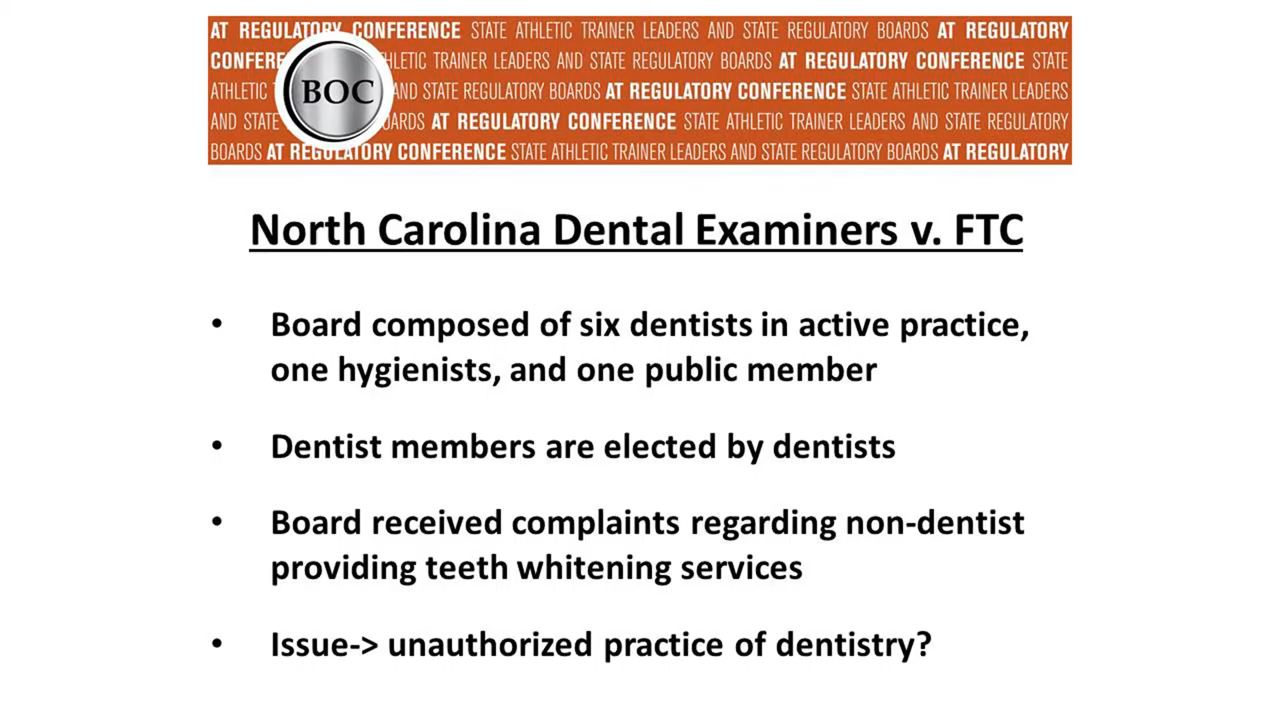 AT REGULATORY CONFERENCE STATE ATHLETIC TRAINER LEADERS AND STATE REGULATORY BOARDS AT REGULATORY
CONFERE HLETIC TRAINER LEADERS AND STATE REGULATORY BOARDS AT REGULATORY CONFERENCE STATE
ATHLETIC T AND STATE REGULATORY BOARDS AT REGULATORY CONFERENCE STATE ATHLETIC TRAINER LEADERS
BOC
AND STATE OARDS AT REGULATORY CONFERENCE STATE ATHLETIC TRAINER LEADERS AND STATE REGULATORY
BOARDS AT REGULATORY CONFERENCE STATE ATHLETIC TRAINER LEADERS AND STATE REGULATORY BOARDS AT REGULATORY
North Carolina Dental Examiners v. FTC
• Board composed of six dentists in active practice,
one hygienists, and one public member
• Dentist members are elected by dentists
• Board received complaints regarding non-dentist
providing teeth whitening services
• Issue-> unauthorized practice of dentistry?